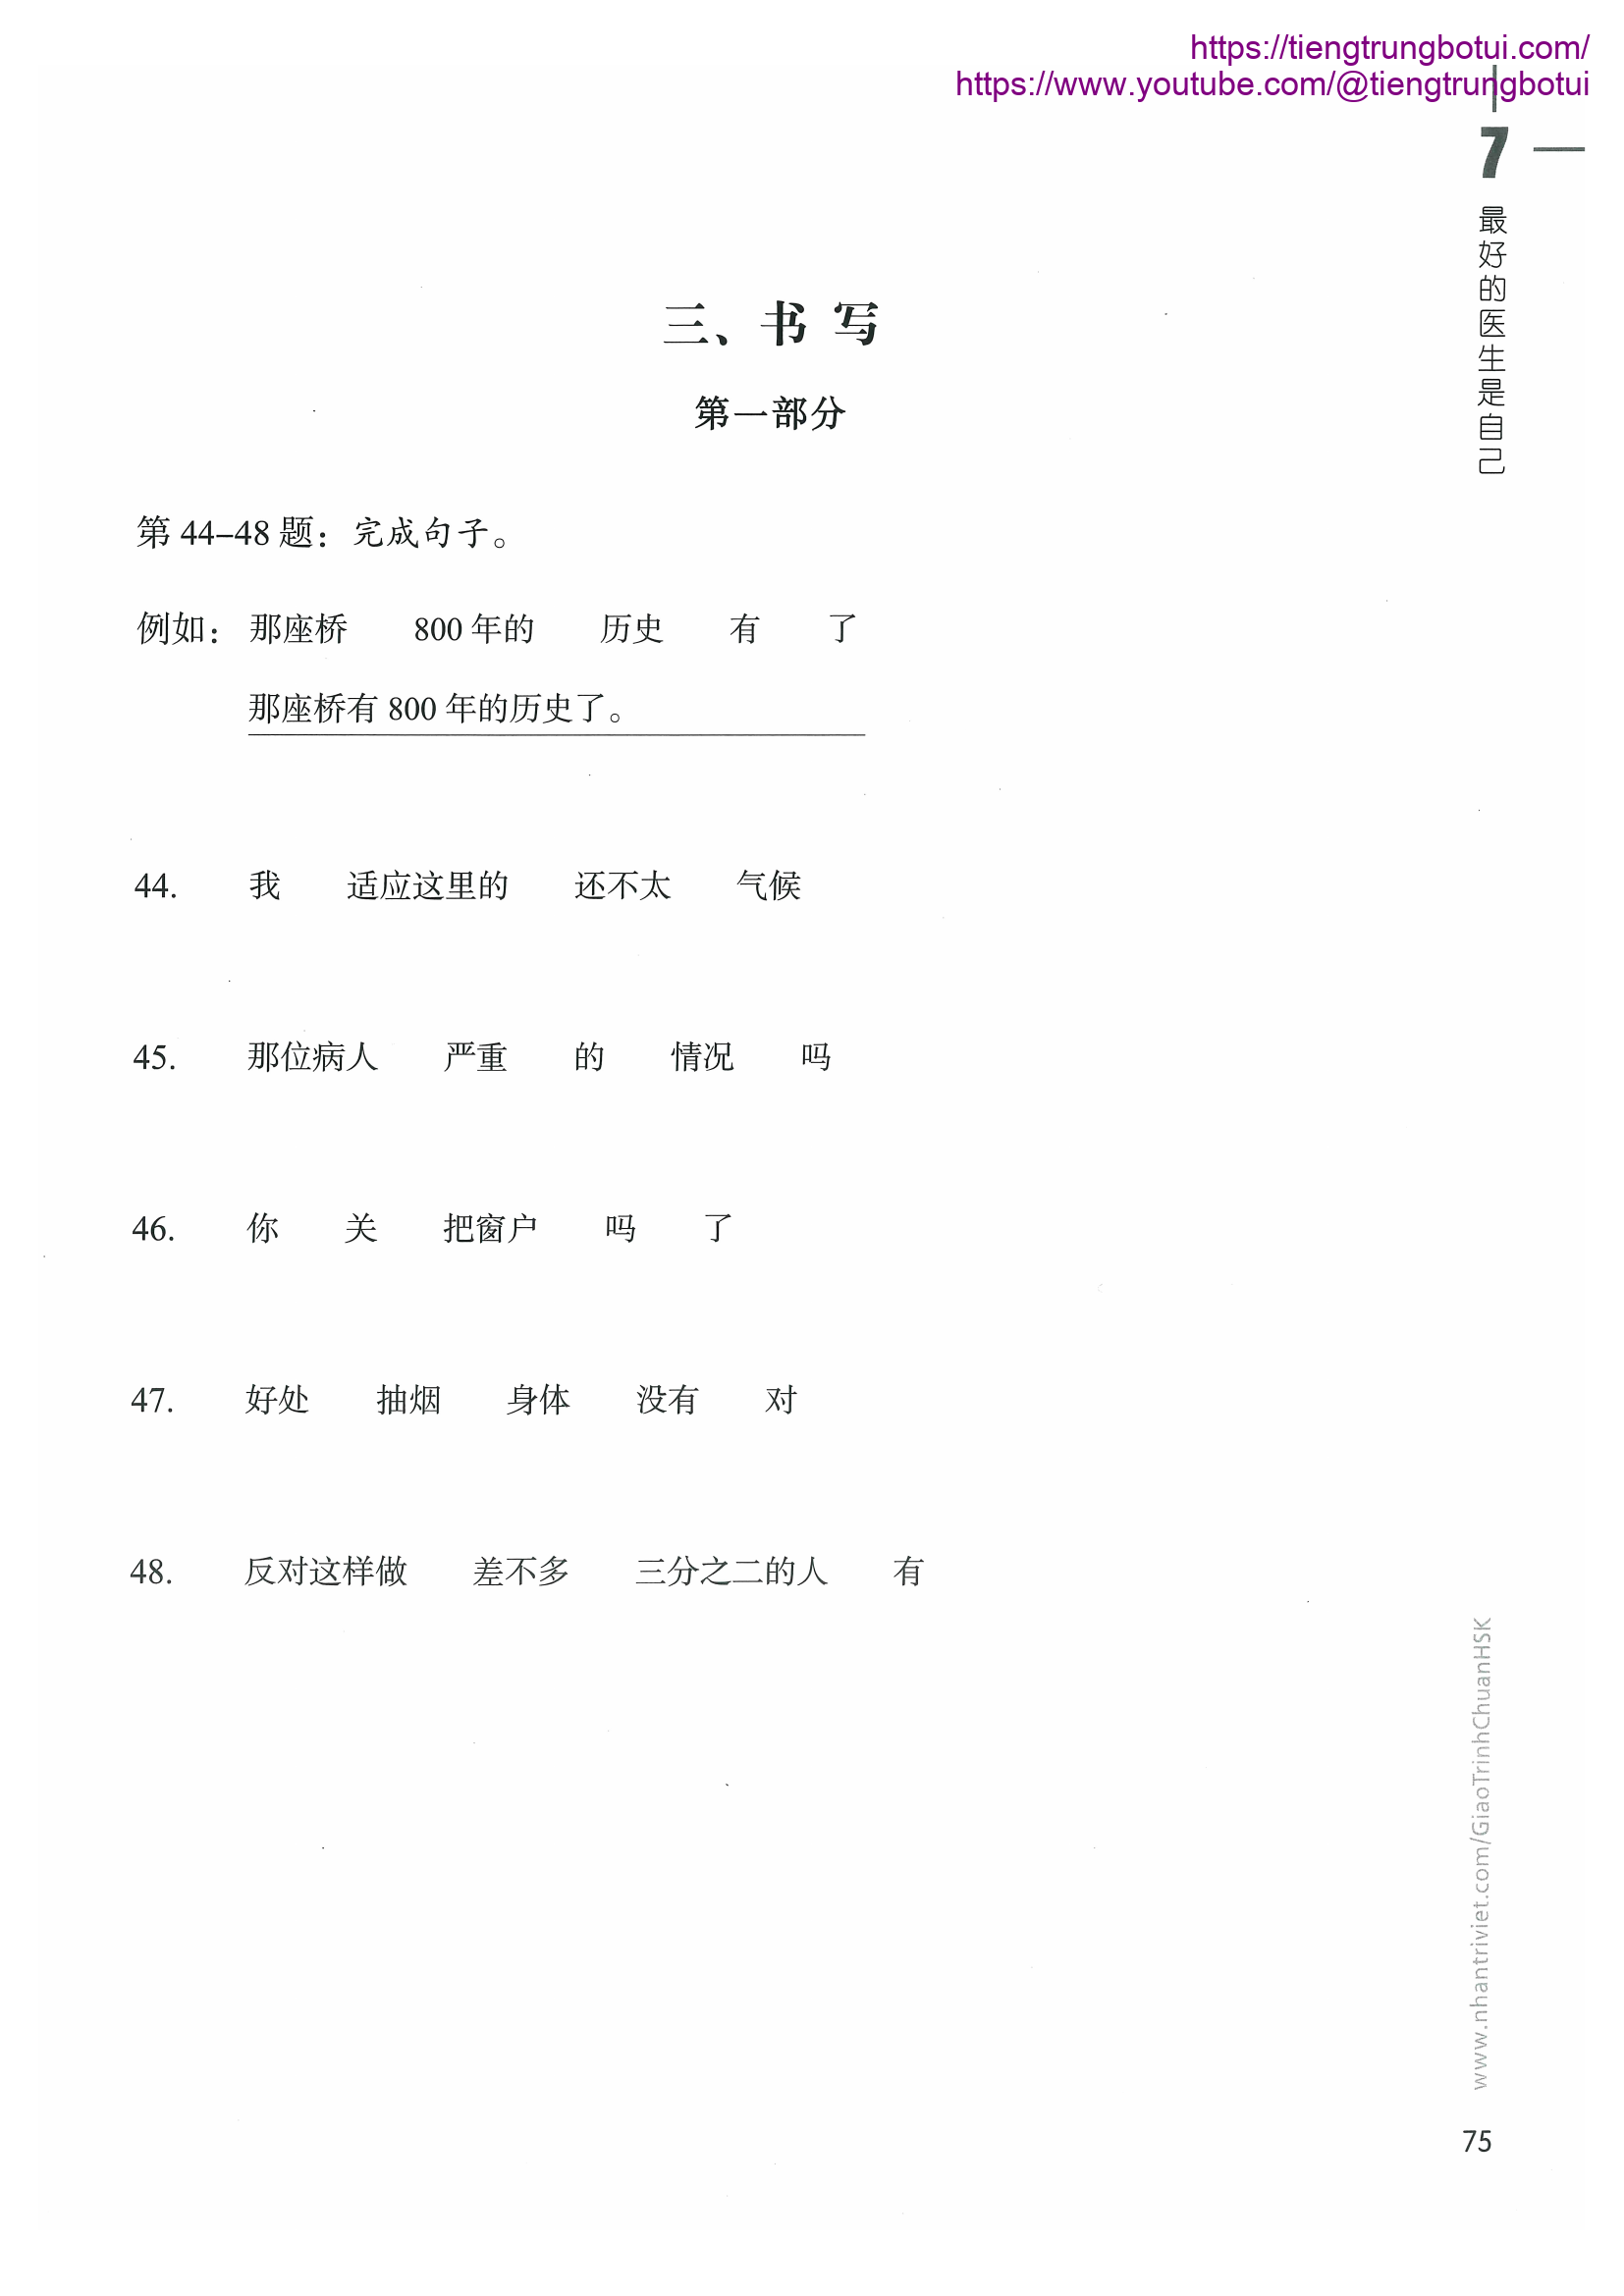 https://tiengtrungbotui.com/
https://www.youtube.com/@tiengtrungbotui
7
最好的医生是自己
三、书 写
第一部分
第 44–48 题：完成句子。
例如： 那座桥 800 年的 历史 有 了
那座桥有 800 年的历史了。
44. 我 适应这里的 还不太 气候
45. 那位病人 严重 的 情况 吗
46. 你 关 把窗户 吗 了
47. 好处 抽烟 身体 没有 对
48. 反对这样做 差不多 三分之二的人 有
www.nhantriviet.com/GiaoTrinhChuanHSK
75